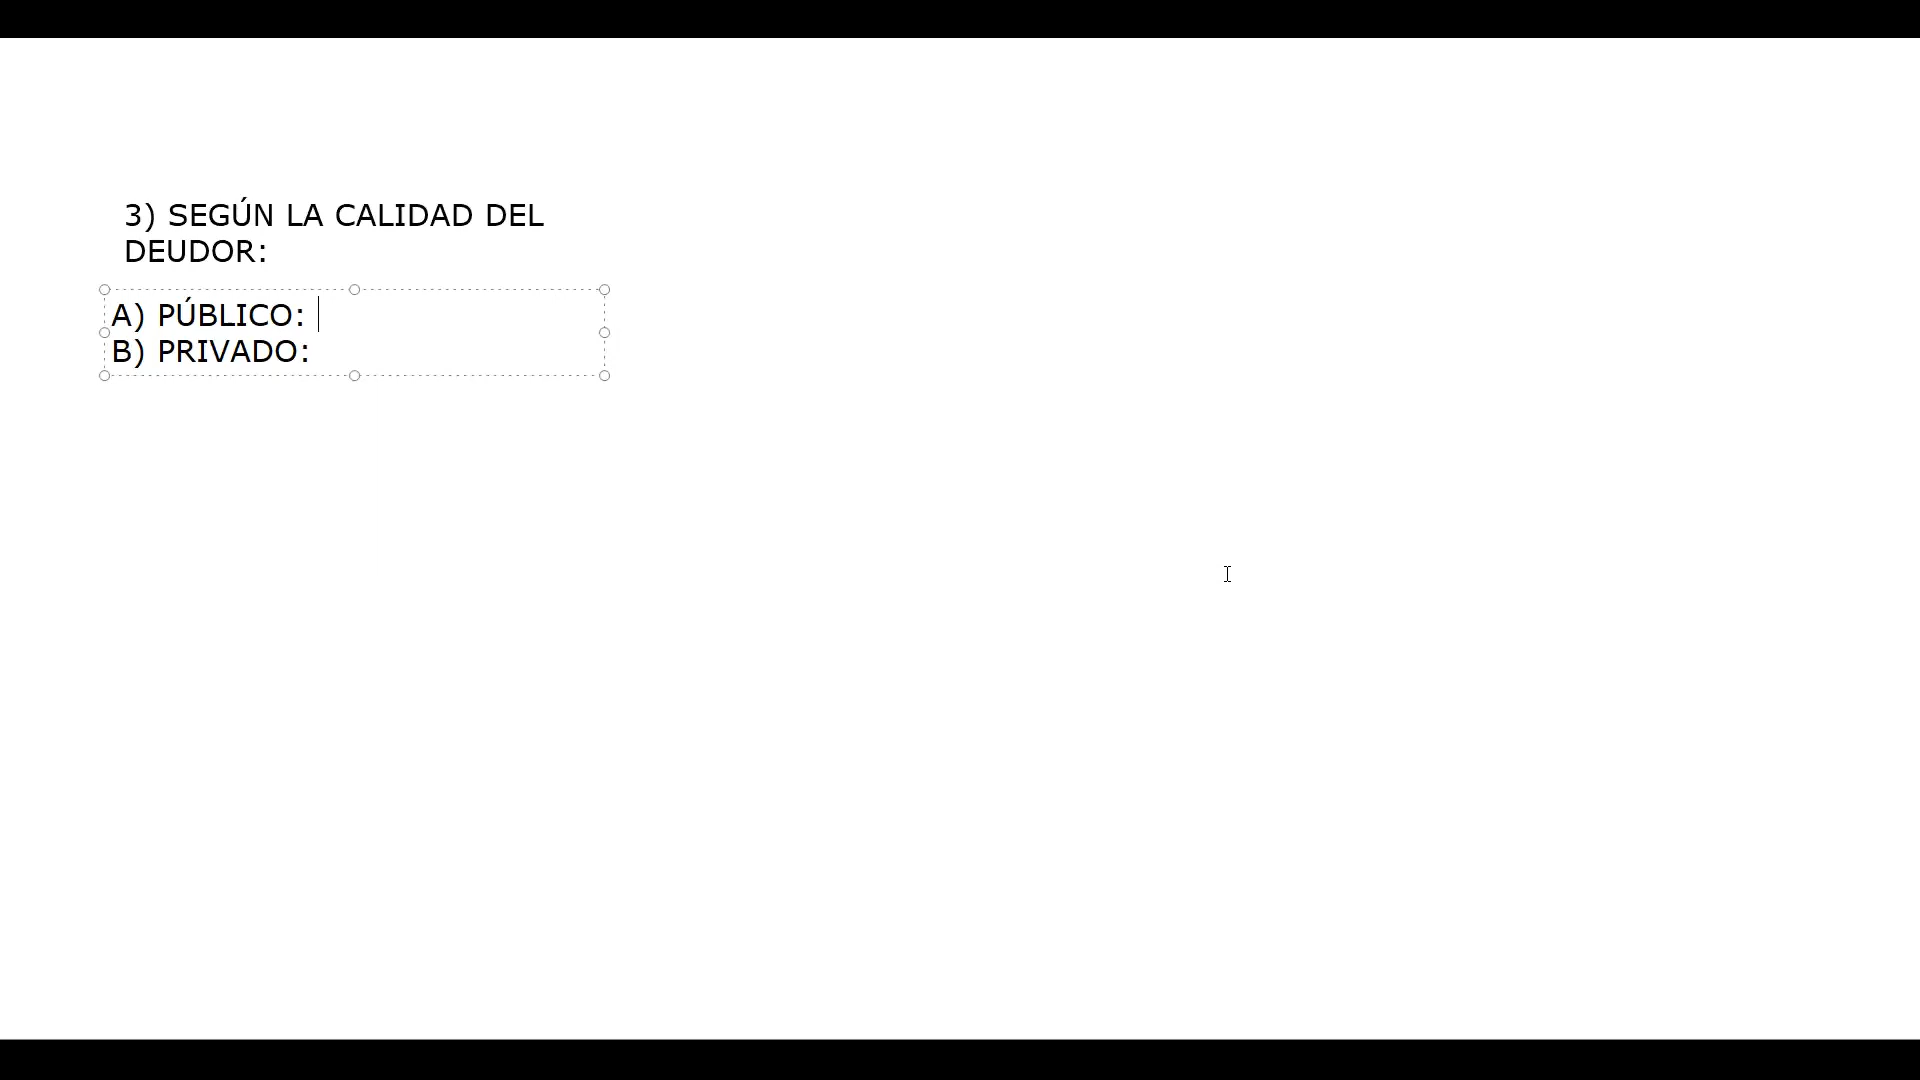 3) SEGÚN LA CALIDAD DEL
DEUDOR:
A) PÚBLICO:
B) PRIVADO: